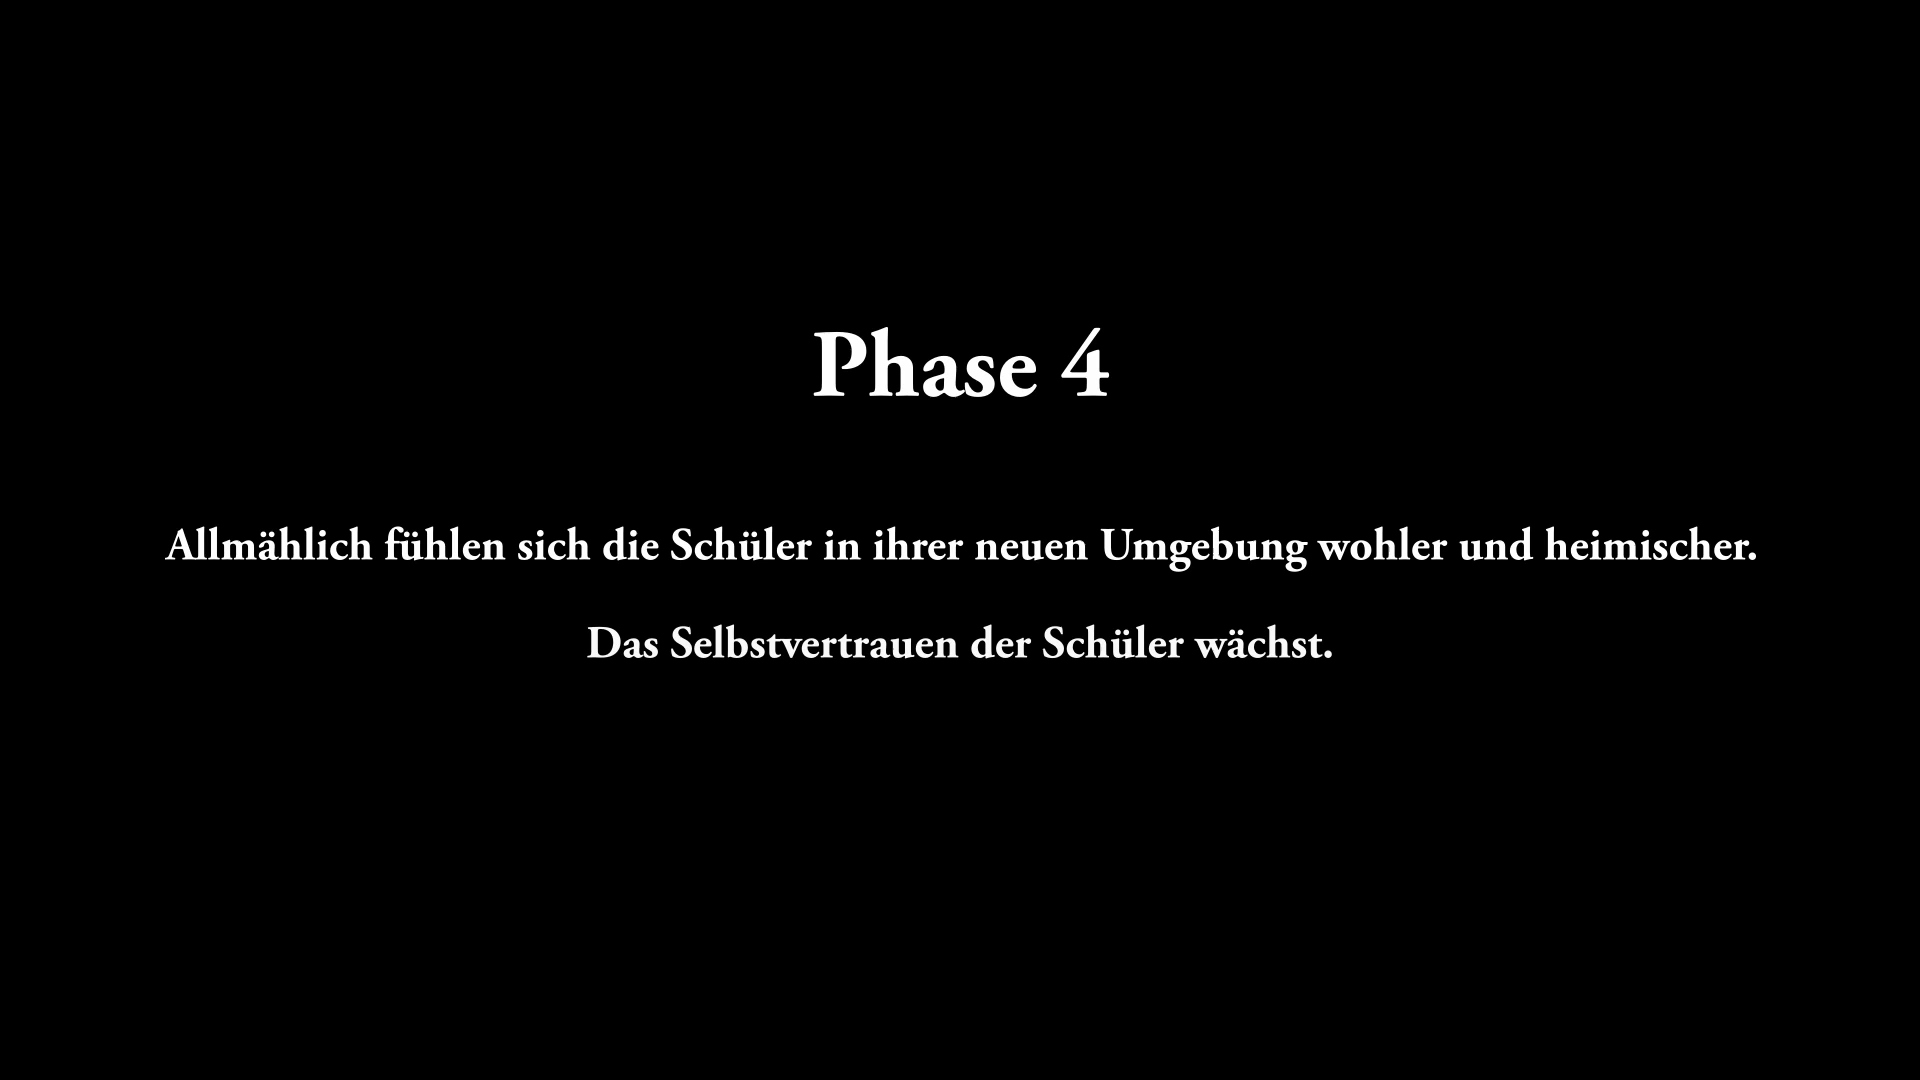 Phase 4
Allmählich fühlen sich die Schüler in ihrer neuen Umgebung wohler und heimischer.
Das Selbstvertrauen der Schüler wächst.